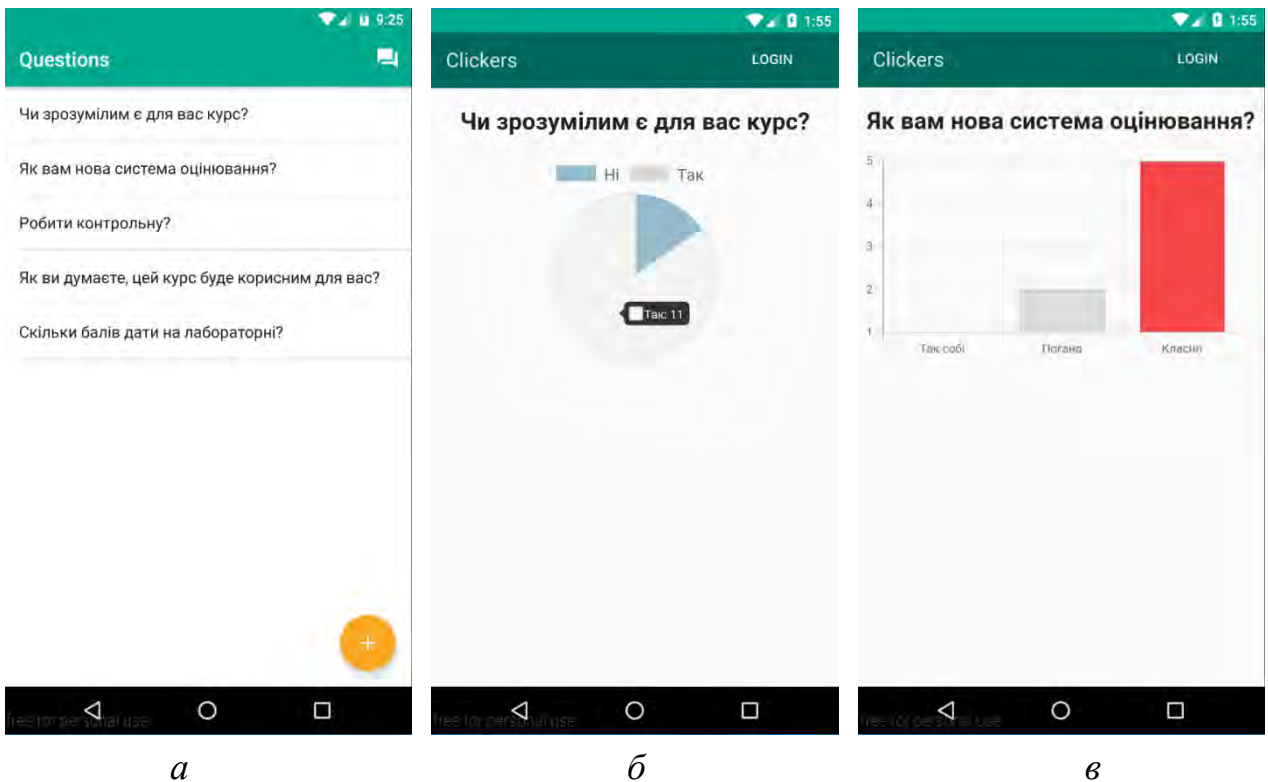 9:25
Questions
Чи зрозумілим є для вас курс?
Як вам нова система оцінювання?
Робити контрольну?
Як ви думаєте, цей курс буде корисним для вас?
Скільки балів дати на лабораторні?
+
free for personal use
а
1:55
Clickers LOGIN
Чи зрозумілим є для вас курс?
Ні Так
Так: 11
free for personal use
б
1:55
Clickers LOGIN
Як вам нова система оцінювання?
5
4
3
2
1
Так собі Погано Класно
free for personal use
в